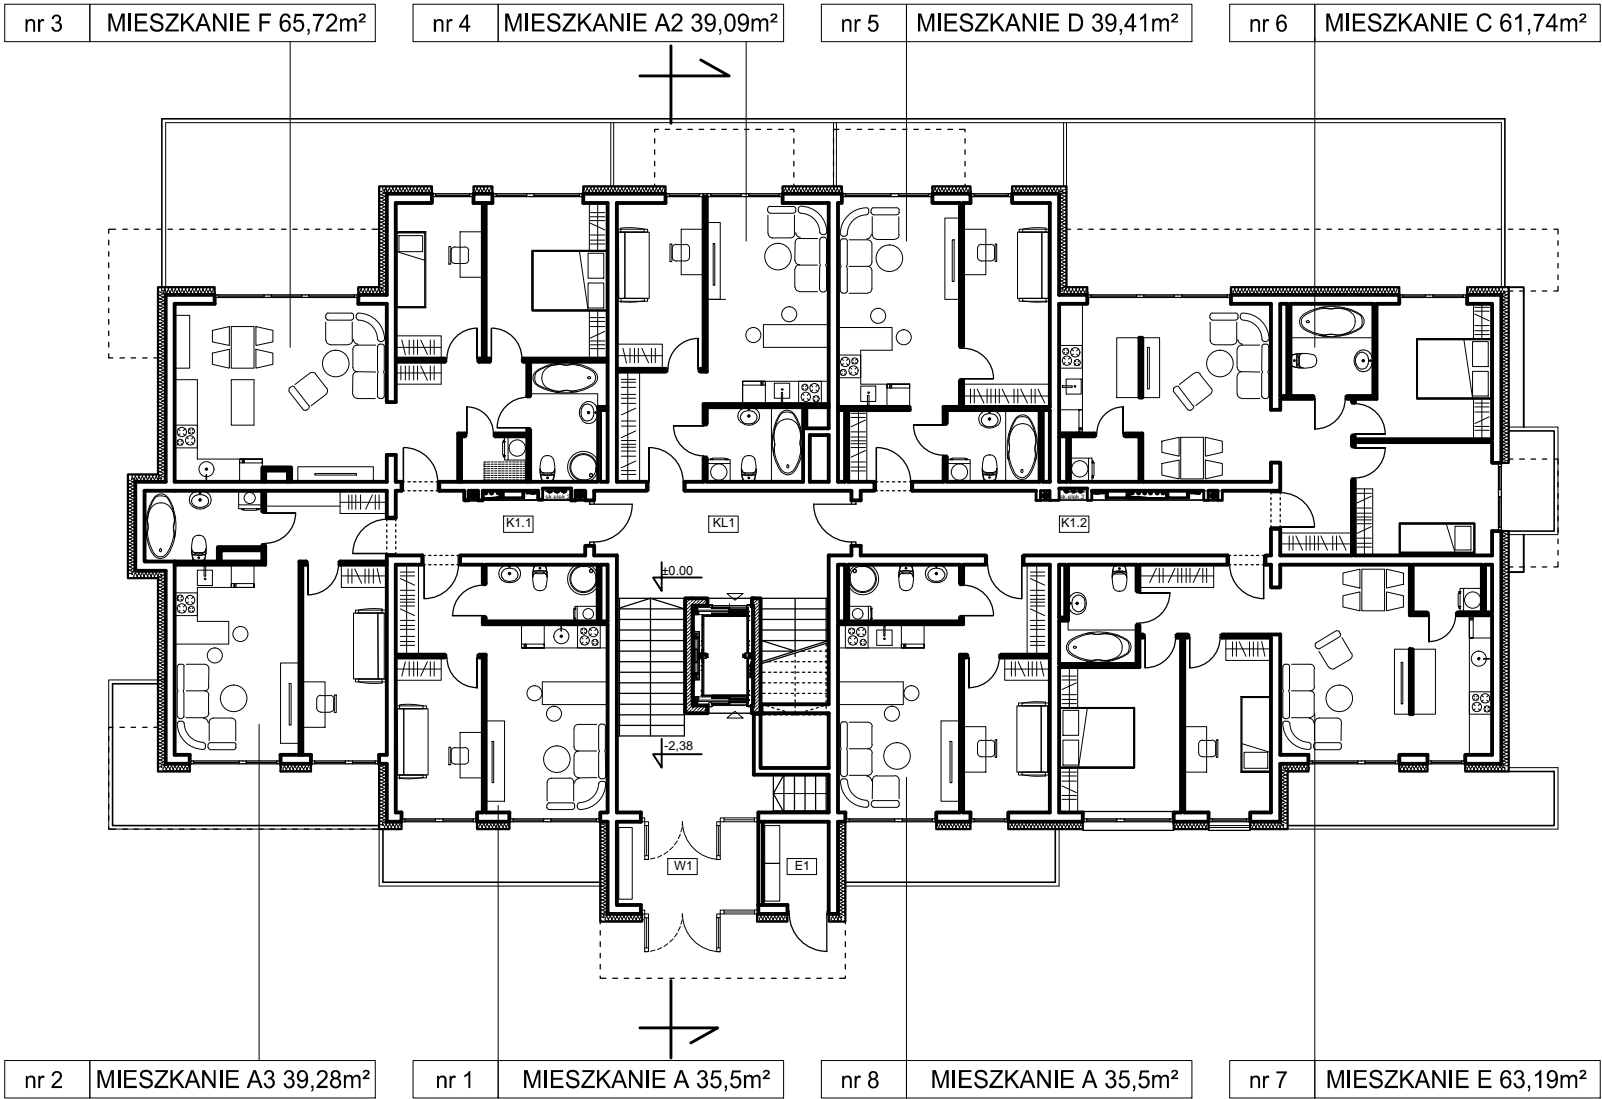 nr 3 MIESZKANIE F 65,72m²
nr 4 MIESZKANIE A2 39,09m²
nr 5 MIESZKANIE D 39,41m²
nr 6 MIESZKANIE C 61,74m²
K1.1
KL1
K1.2
±0.00
-2,38
W1
E1
nr 2 MIESZKANIE A3 39,28m²
nr 1 MIESZKANIE A 35,5m²
nr 8 MIESZKANIE A 35,5m²
nr 7 MIESZKANIE E 63,19m²